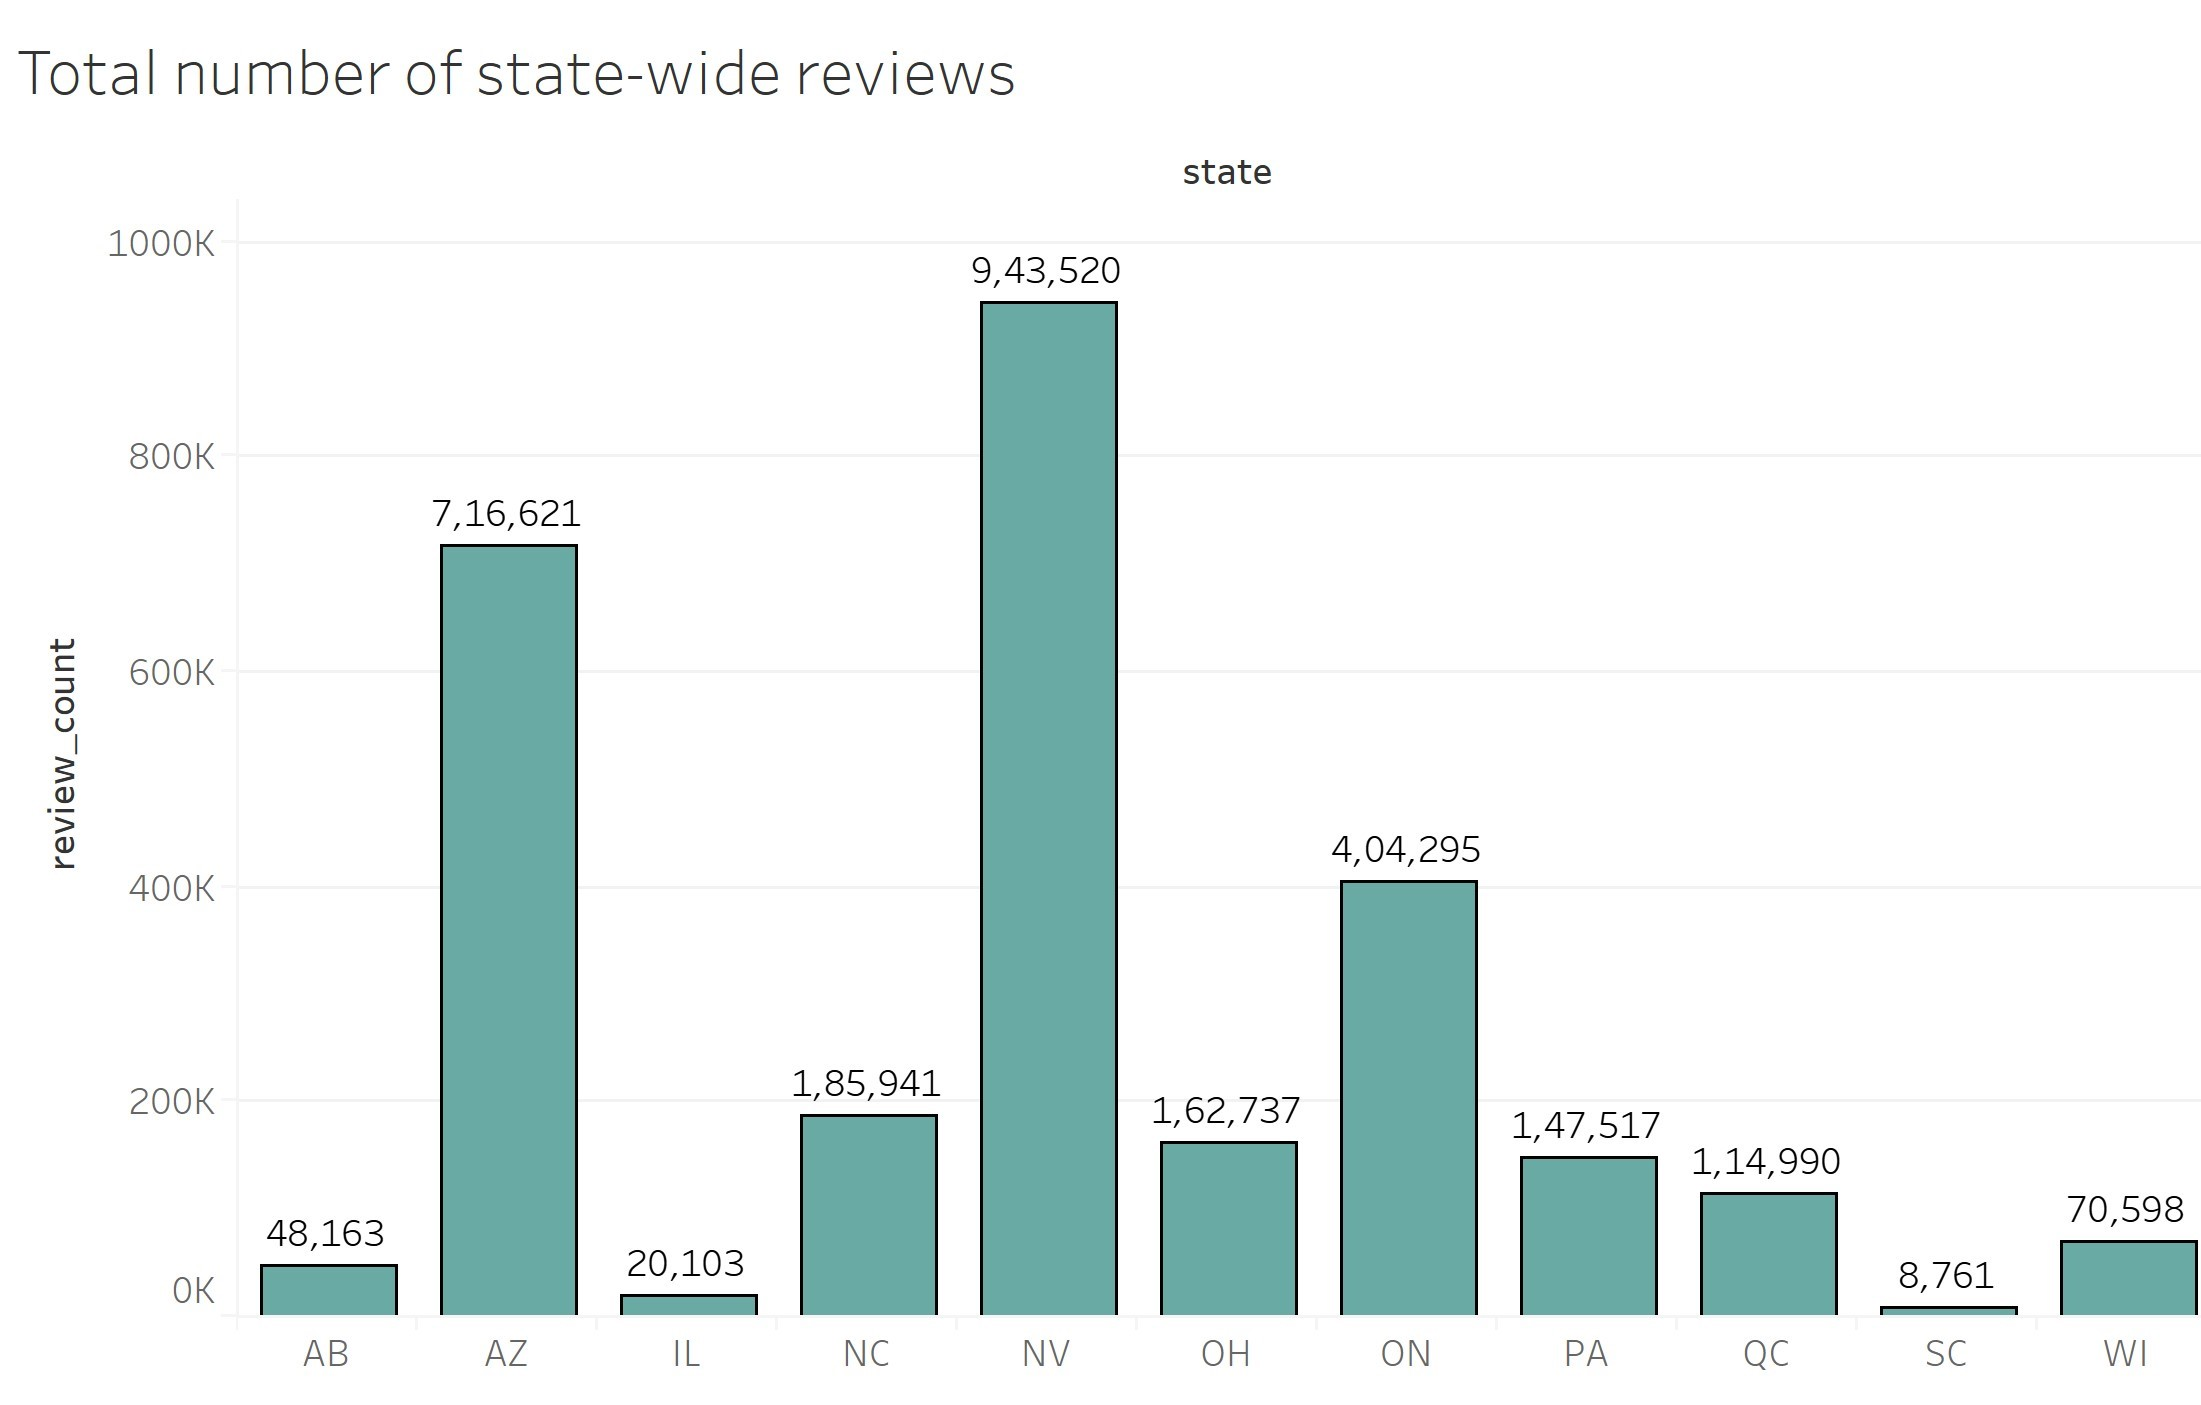 Total number of state-wide reviews
state
1000K
9,43,520
800K
7,16,621
600K
review_count
4,04,295
400K
1,85,941
200K
1,62,737
1,47,517
1,14,990
70,598
48,163
20,103
8,761
0K
AB AZ IL NC NV OH ON PA QC SC WI